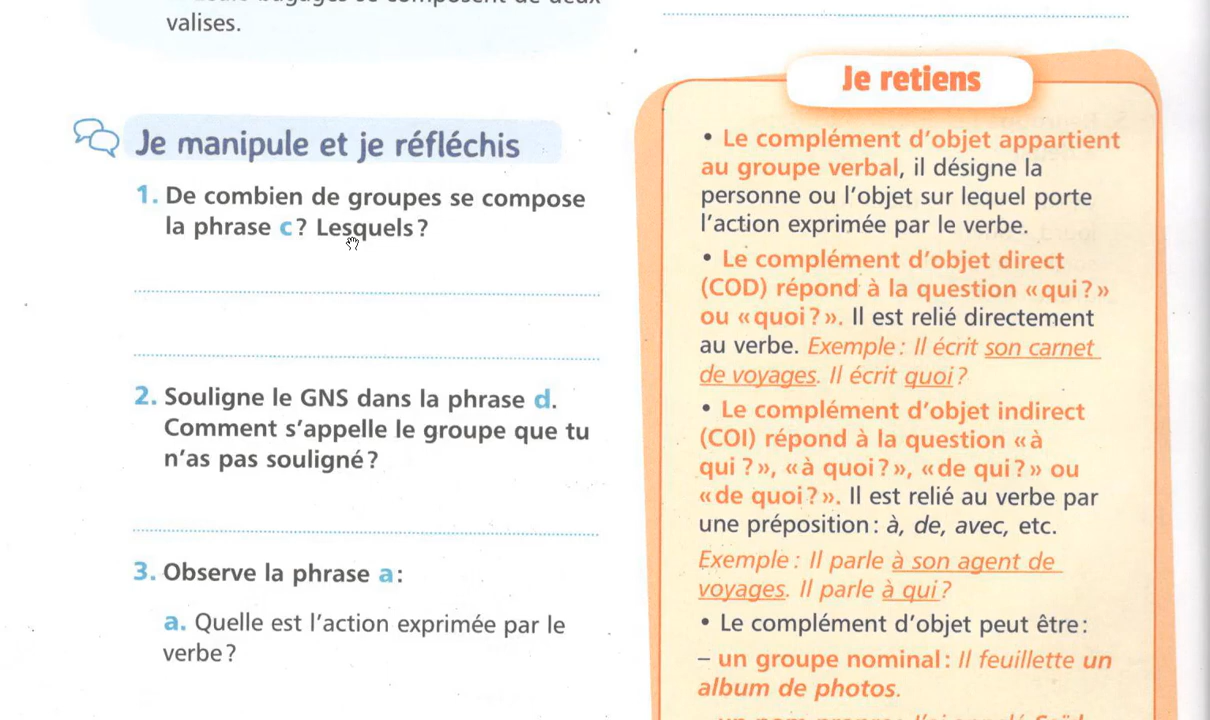 valises.
Je manipule et je réfléchis
1. De combien de groupes se compose
la phrase c ? Lesquels ?
2. Souligne le GNS dans la phrase d.
Comment s’appelle le groupe que tu
n’as pas souligné ?
3. Observe la phrase a :
a. Quelle est l’action exprimée par le
verbe ?
Je retiens
• Le complément d’objet appartient
au groupe verbal, il désigne la
personne ou l’objet sur lequel porte
l’action exprimée par le verbe.
• Le complément d’objet direct
(COD) répond à la question « qui ? »
ou « quoi ? ». Il est relié directement
au verbe. Exemple : Il écrit son carnet
de voyages. Il écrit quoi ?
• Le complément d’objet indirect
(COI) répond à la question « à
qui ? », « à quoi ? », « de qui ? » ou
« de quoi ? ». Il est relié au verbe par
une préposition : à, de, avec, etc.
Exemple : Il parle à son agent de
voyages. Il parle à qui ?
• Le complément d’objet peut être :
– un groupe nominal : Il feuillette un
album de photos.